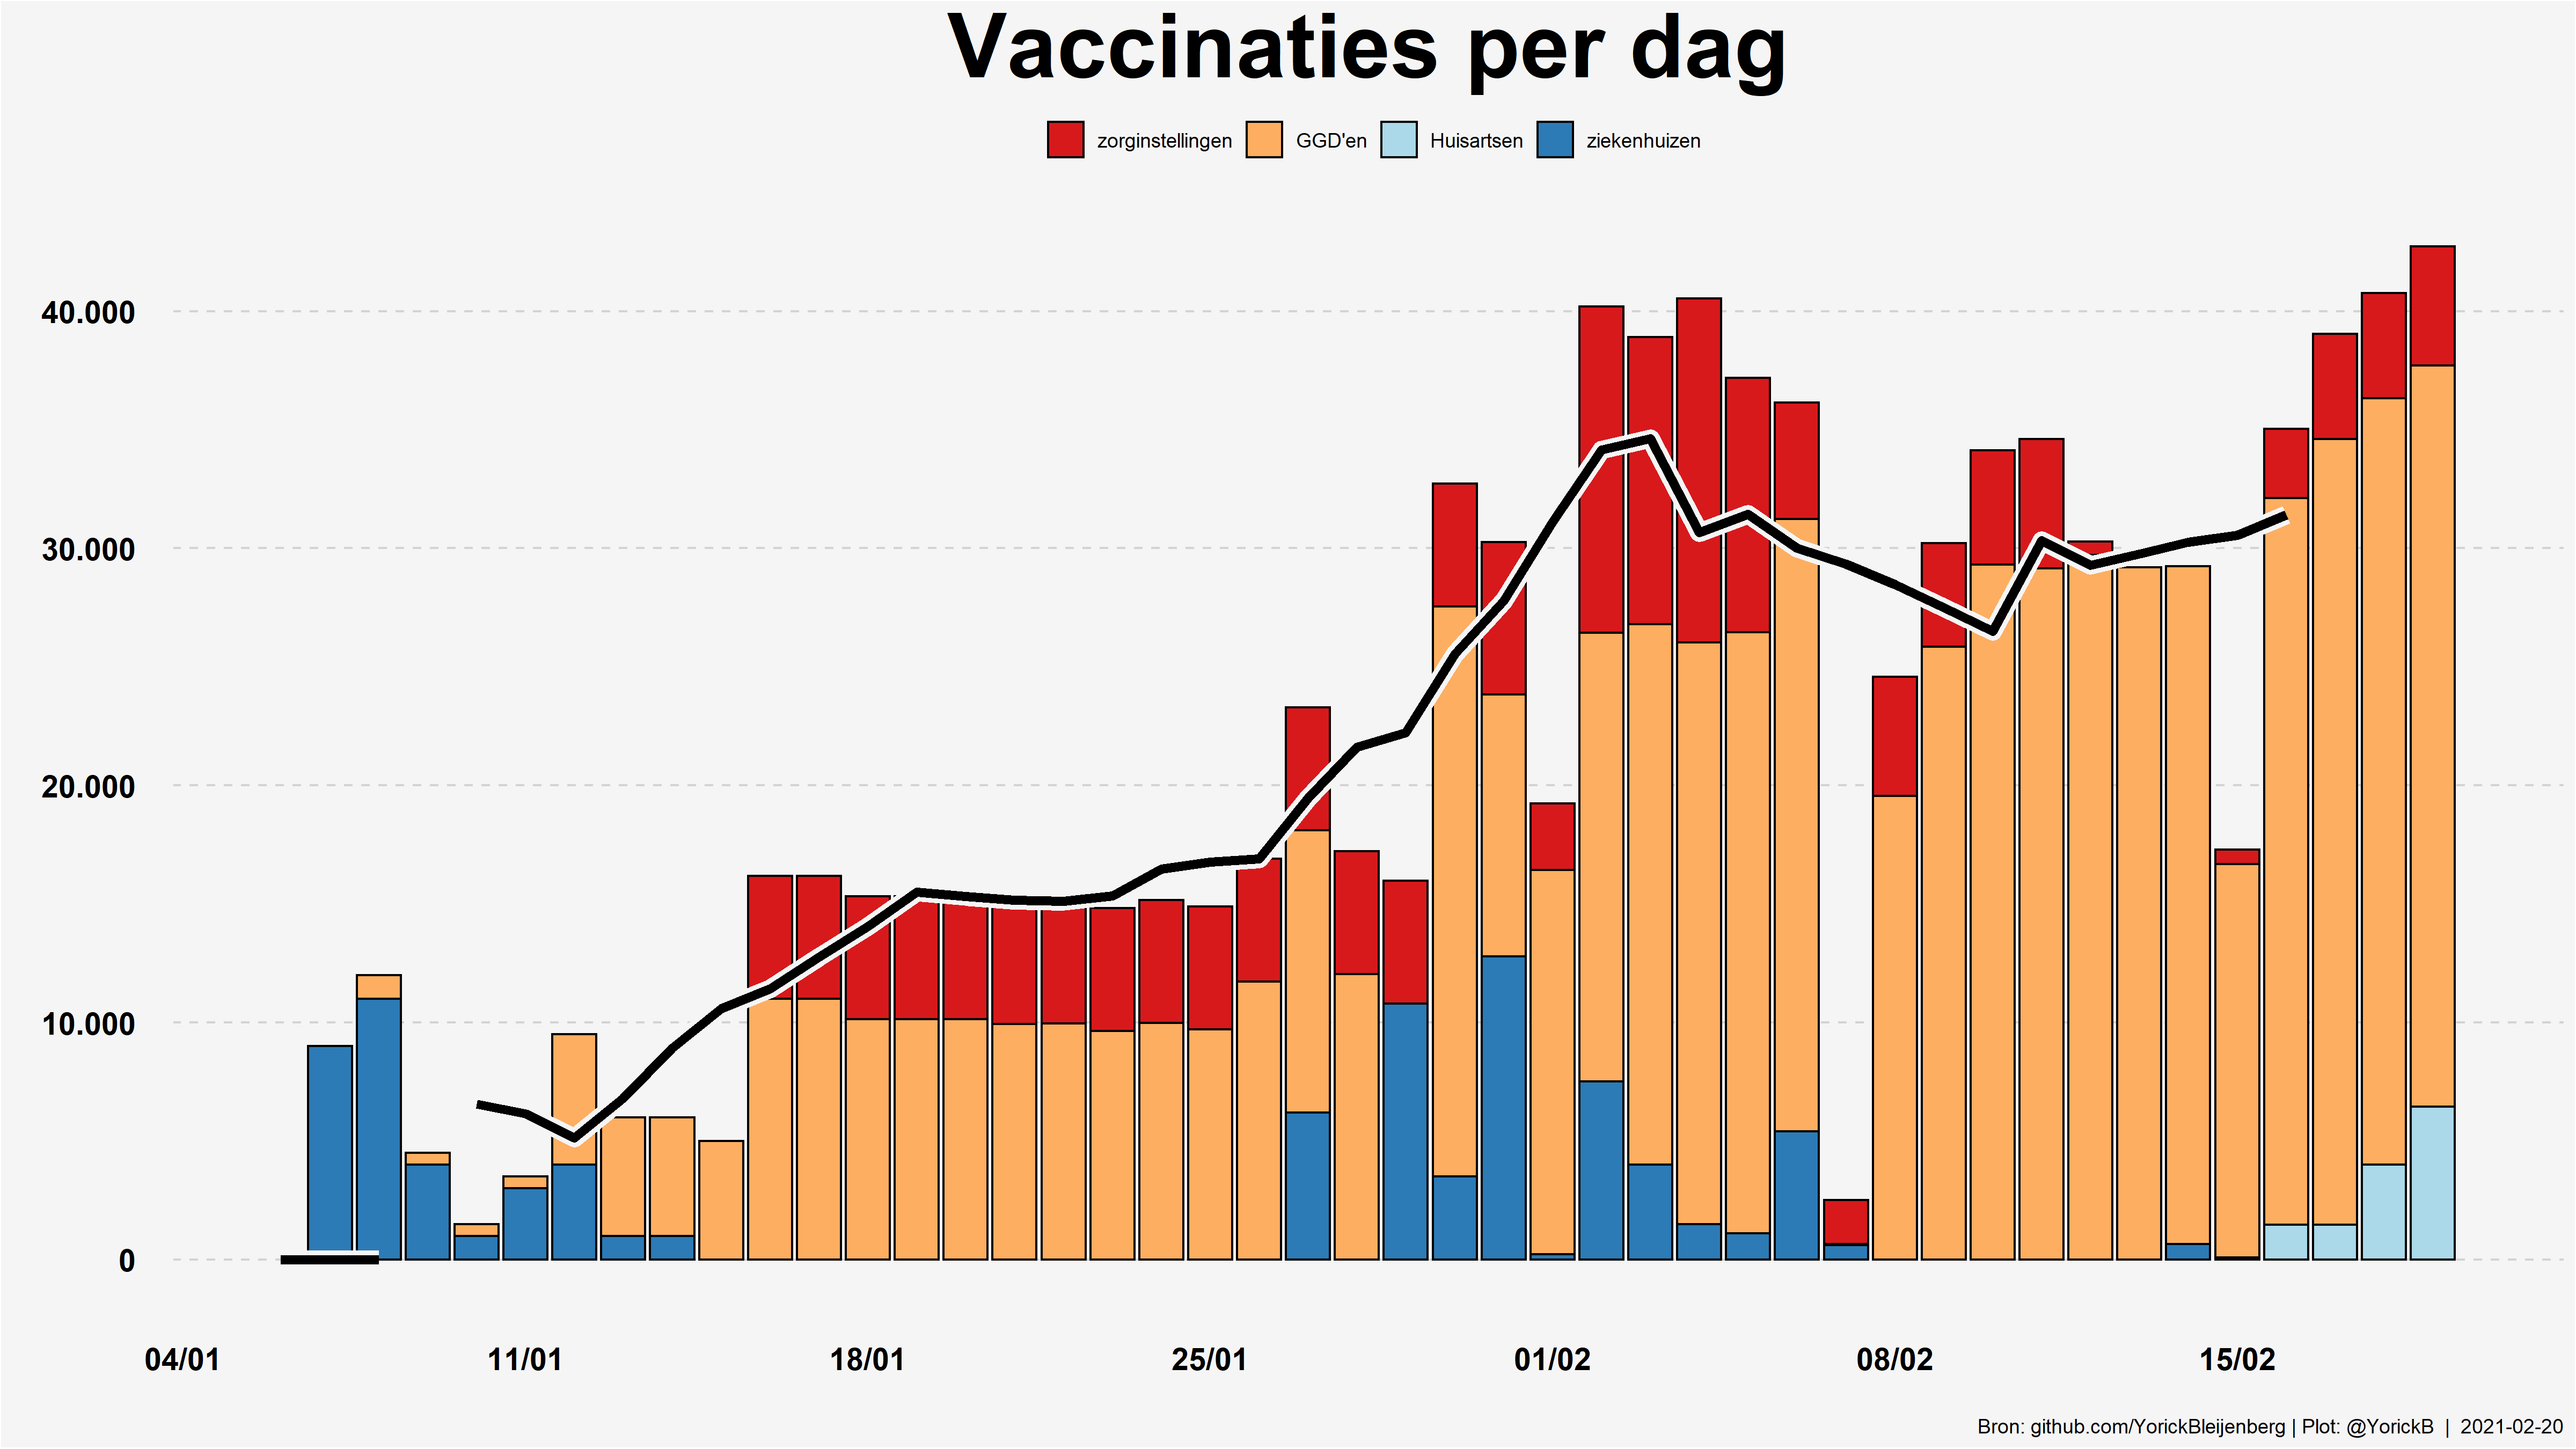 Vaccinaties per dag
zorginstellingen GGD'en Huisartsen ziekenhuizen
40.000
30.000
20.000
10.000
0
04/01 11/01 18/01 25/01 01/02 08/02 15/02
Bron: github.com/YorickBleijenberg | Plot: @YorickB | 2021-02-20